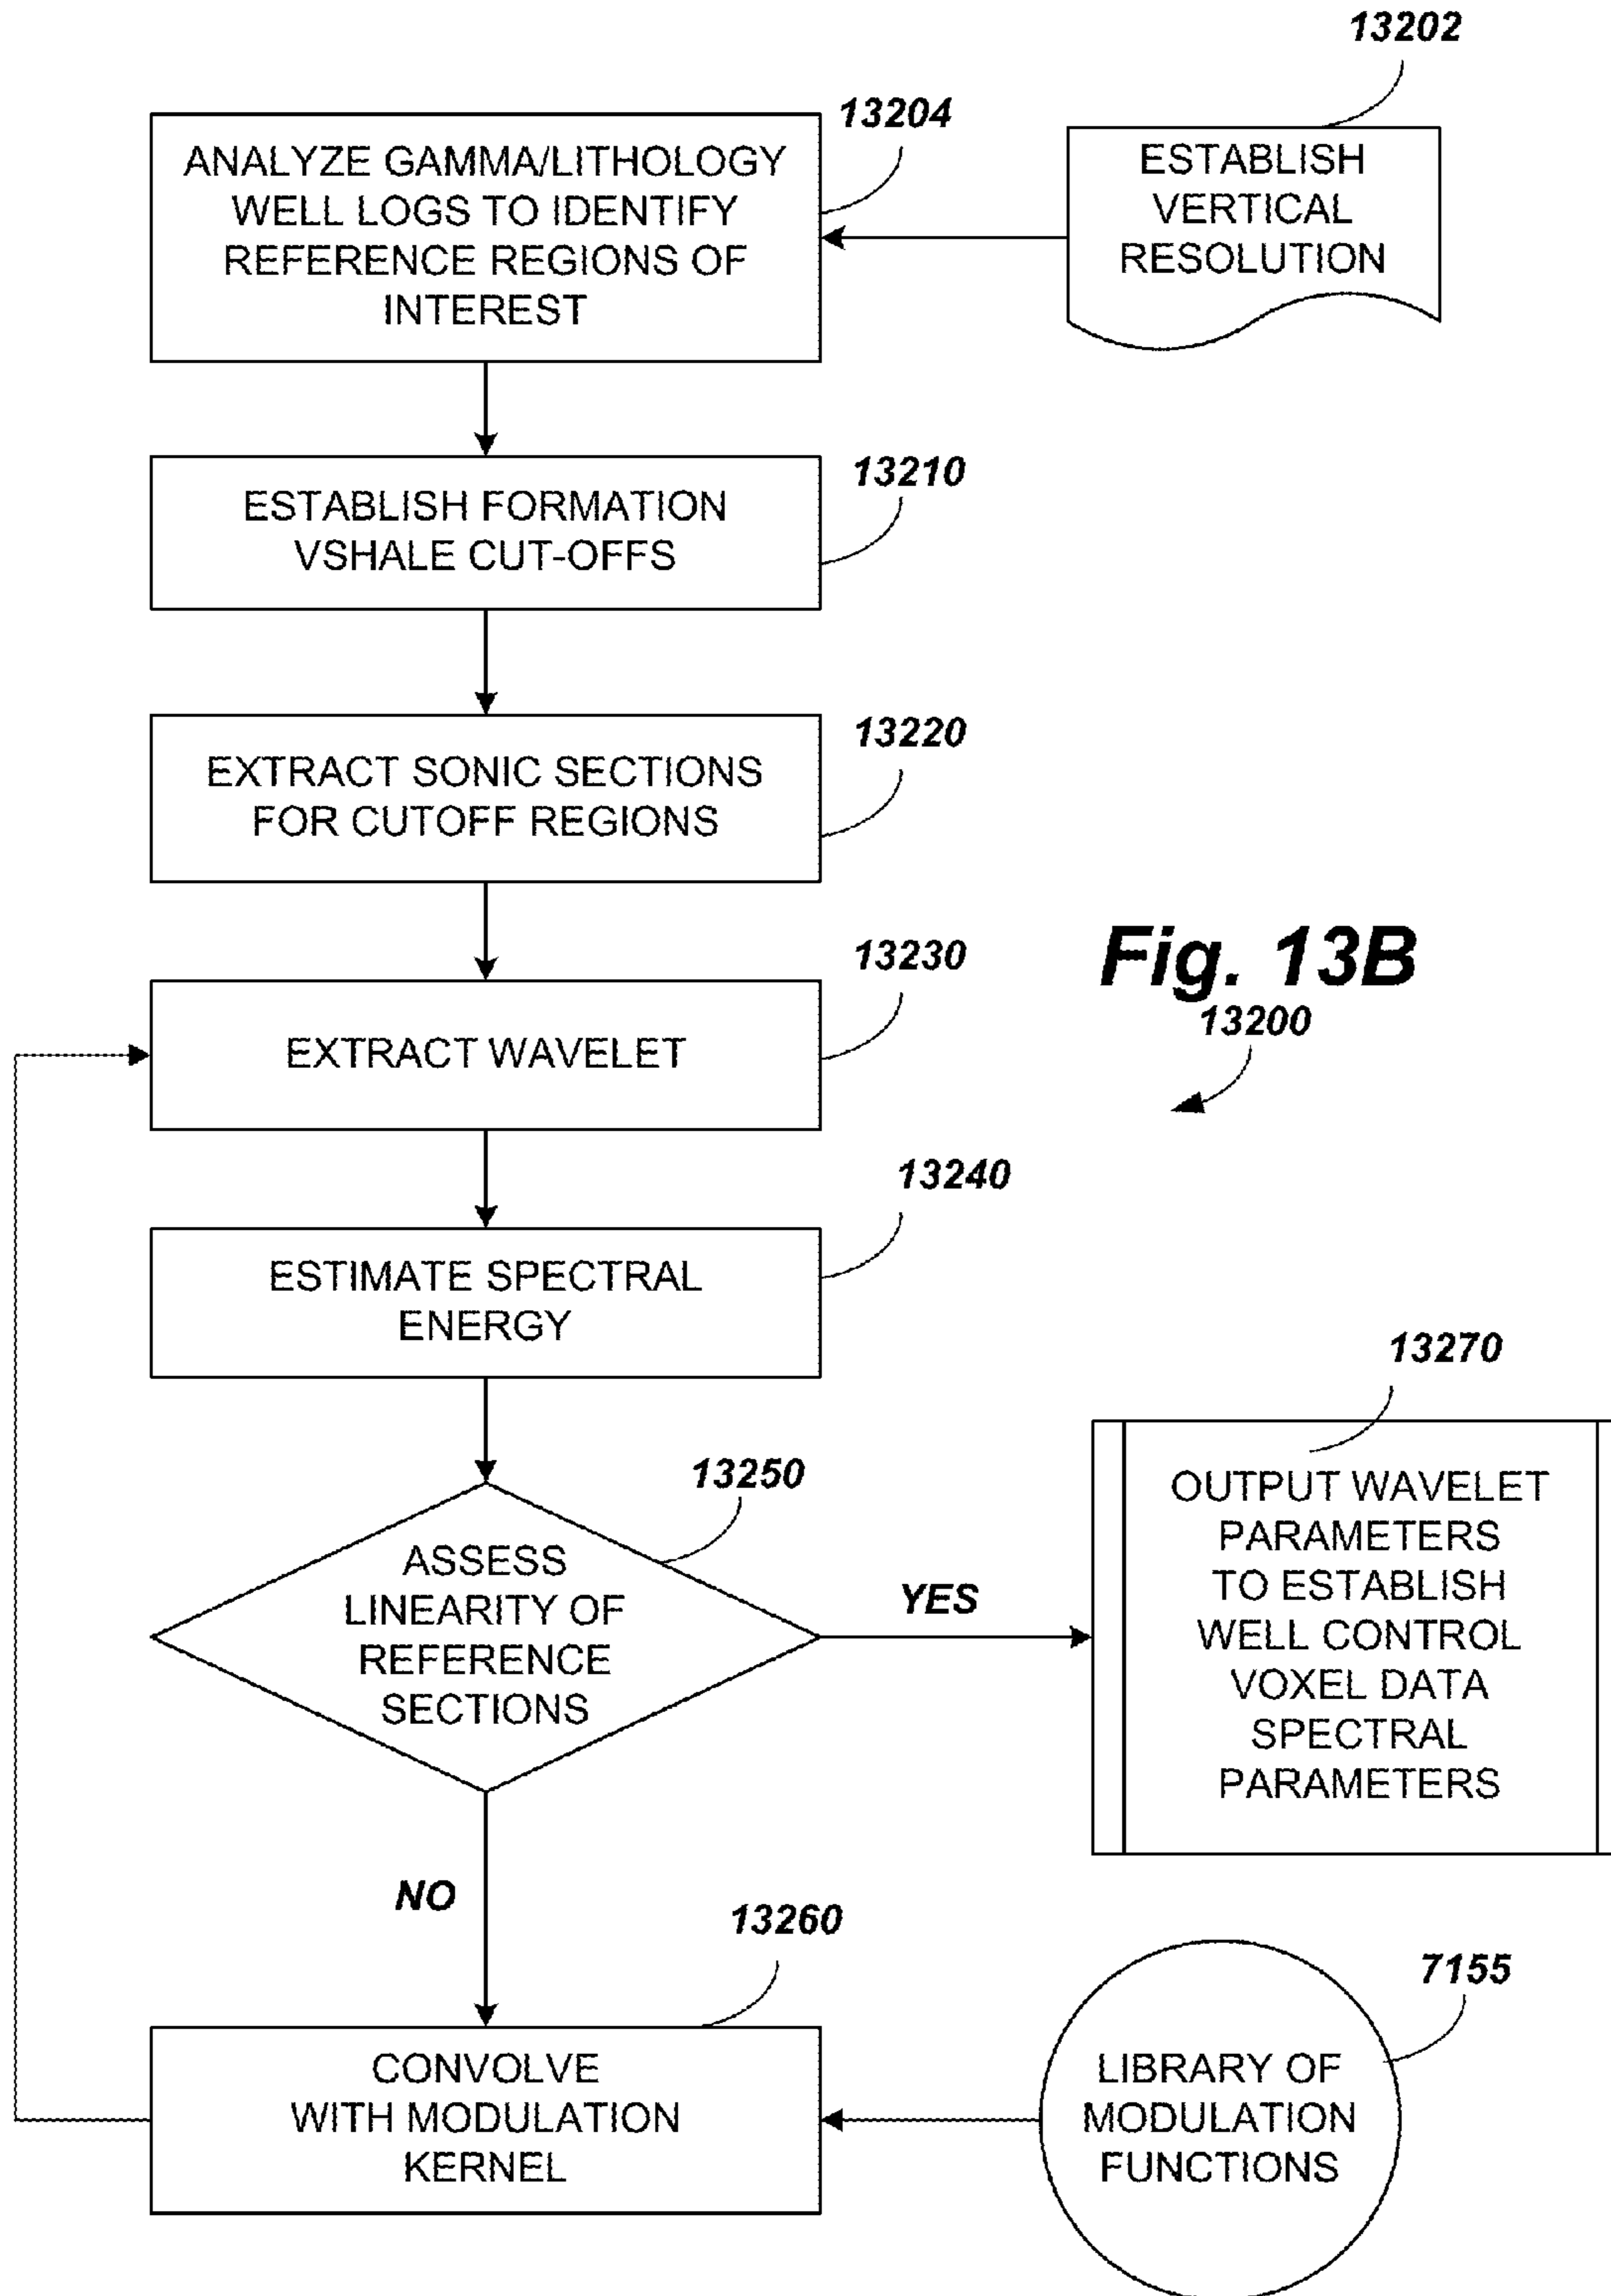 13202
13204
ANALYZE GAMMA/LITHOLOGY
WELL LOGS TO IDENTIFY
REFERENCE REGIONS OF
INTEREST
ESTABLISH
VERTICAL
RESOLUTION
13210
ESTABLISH FORMATION
VSHALE CUT-OFFS
13220
EXTRACT SONIC SECTIONS
FOR CUTOFF REGIONS
13230
EXTRACT WAVELET
Fig. 13B
13200
13240
ESTIMATE SPECTRAL
ENERGY
13250
ASSESS
LINEARITY OF
REFERENCE
SECTIONS
YES
13270
OUTPUT WAVELET
PARAMETERS
TO ESTABLISH
WELL CONTROL
VOXEL DATA
SPECTRAL
PARAMETERS
NO
13260
CONVOLVE
WITH MODULATION
KERNEL
7155
LIBRARY OF
MODULATION
FUNCTIONS